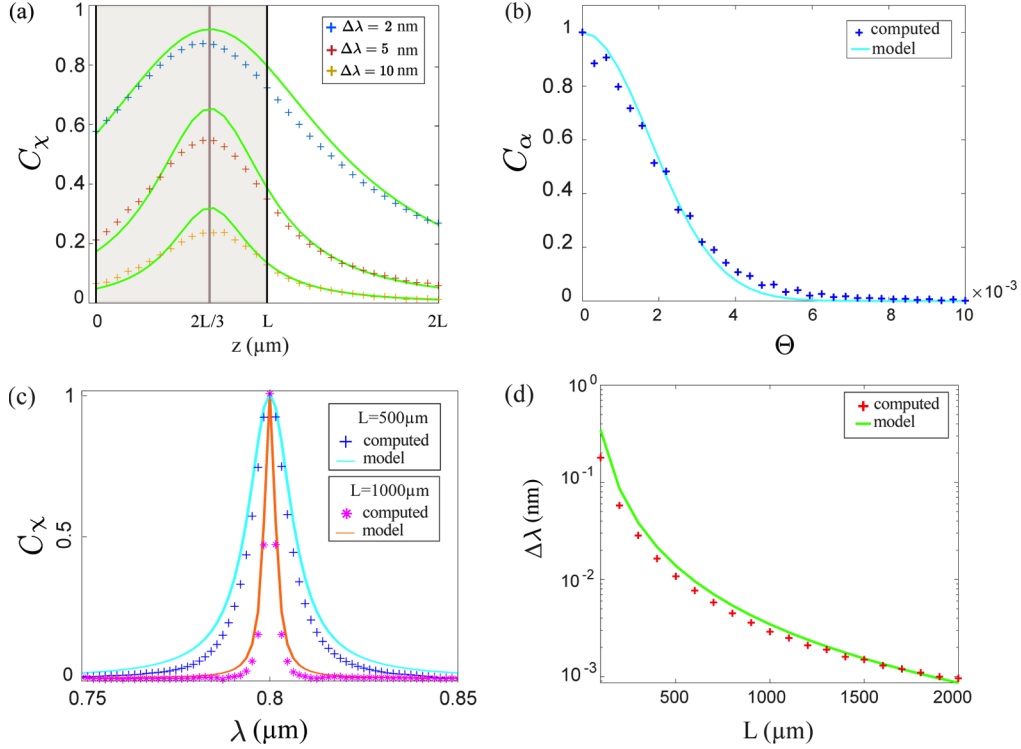 (a)
Δλ = 2 nm
Δλ = 5 nm
Δλ = 10 nm
1
0.8
0.6
0.4
0.2
0
C_χ
0
2L/3
L
2L
z (µm)
(b)
computed
model
1
0.8
0.6
0.4
0.2
0
C_α
0
2
4
6
8
10
×10⁻³
Θ
(c)
L=500µm
computed
model
L=1000µm
computed
model
1
0.5
0
C_χ
0.75
0.8
0.85
λ (µm)
(d)
computed
model
10⁰
10⁻¹
10⁻²
10⁻³
Δλ (nm)
500
1000
1500
2000
L (µm)